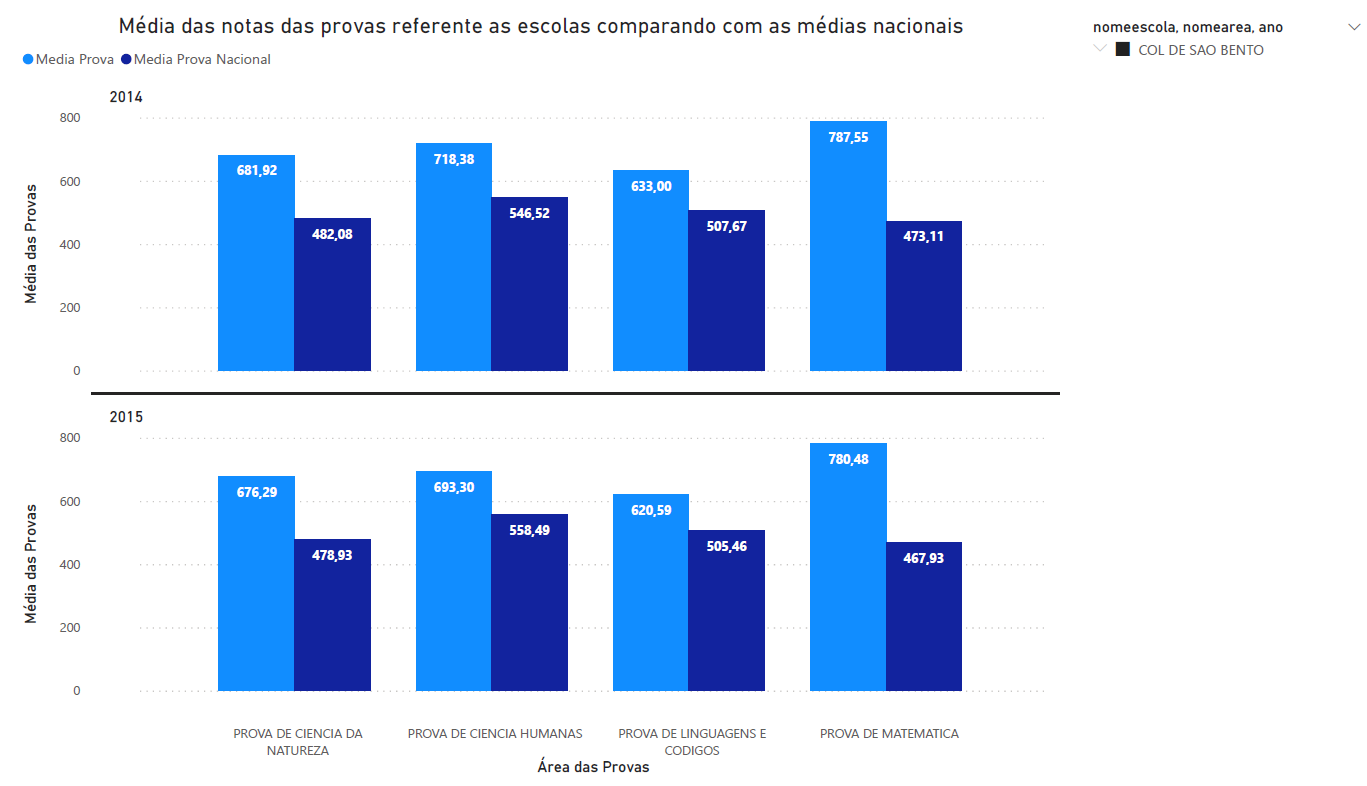 Média das notas das provas referente as escolas comparando com as médias nacionais
Media Prova Media Prova Nacional
nomeescola, nomearea, ano
COL DE SAO BENTO
2014
Média das Provas
800
600
400
200
0
681,92 482,08 718,38 546,52 633,00 507,67 787,55 473,11
2015
Média das Provas
800
600
400
200
0
676,29 478,93 693,30 558,49 620,59 505,46 780,48 467,93
PROVA DE CIENCIA DA
NATUREZA
PROVA DE CIENCIA HUMANAS
PROVA DE LINGUAGENS E
CODIGOS
PROVA DE MATEMATICA
Área das Provas